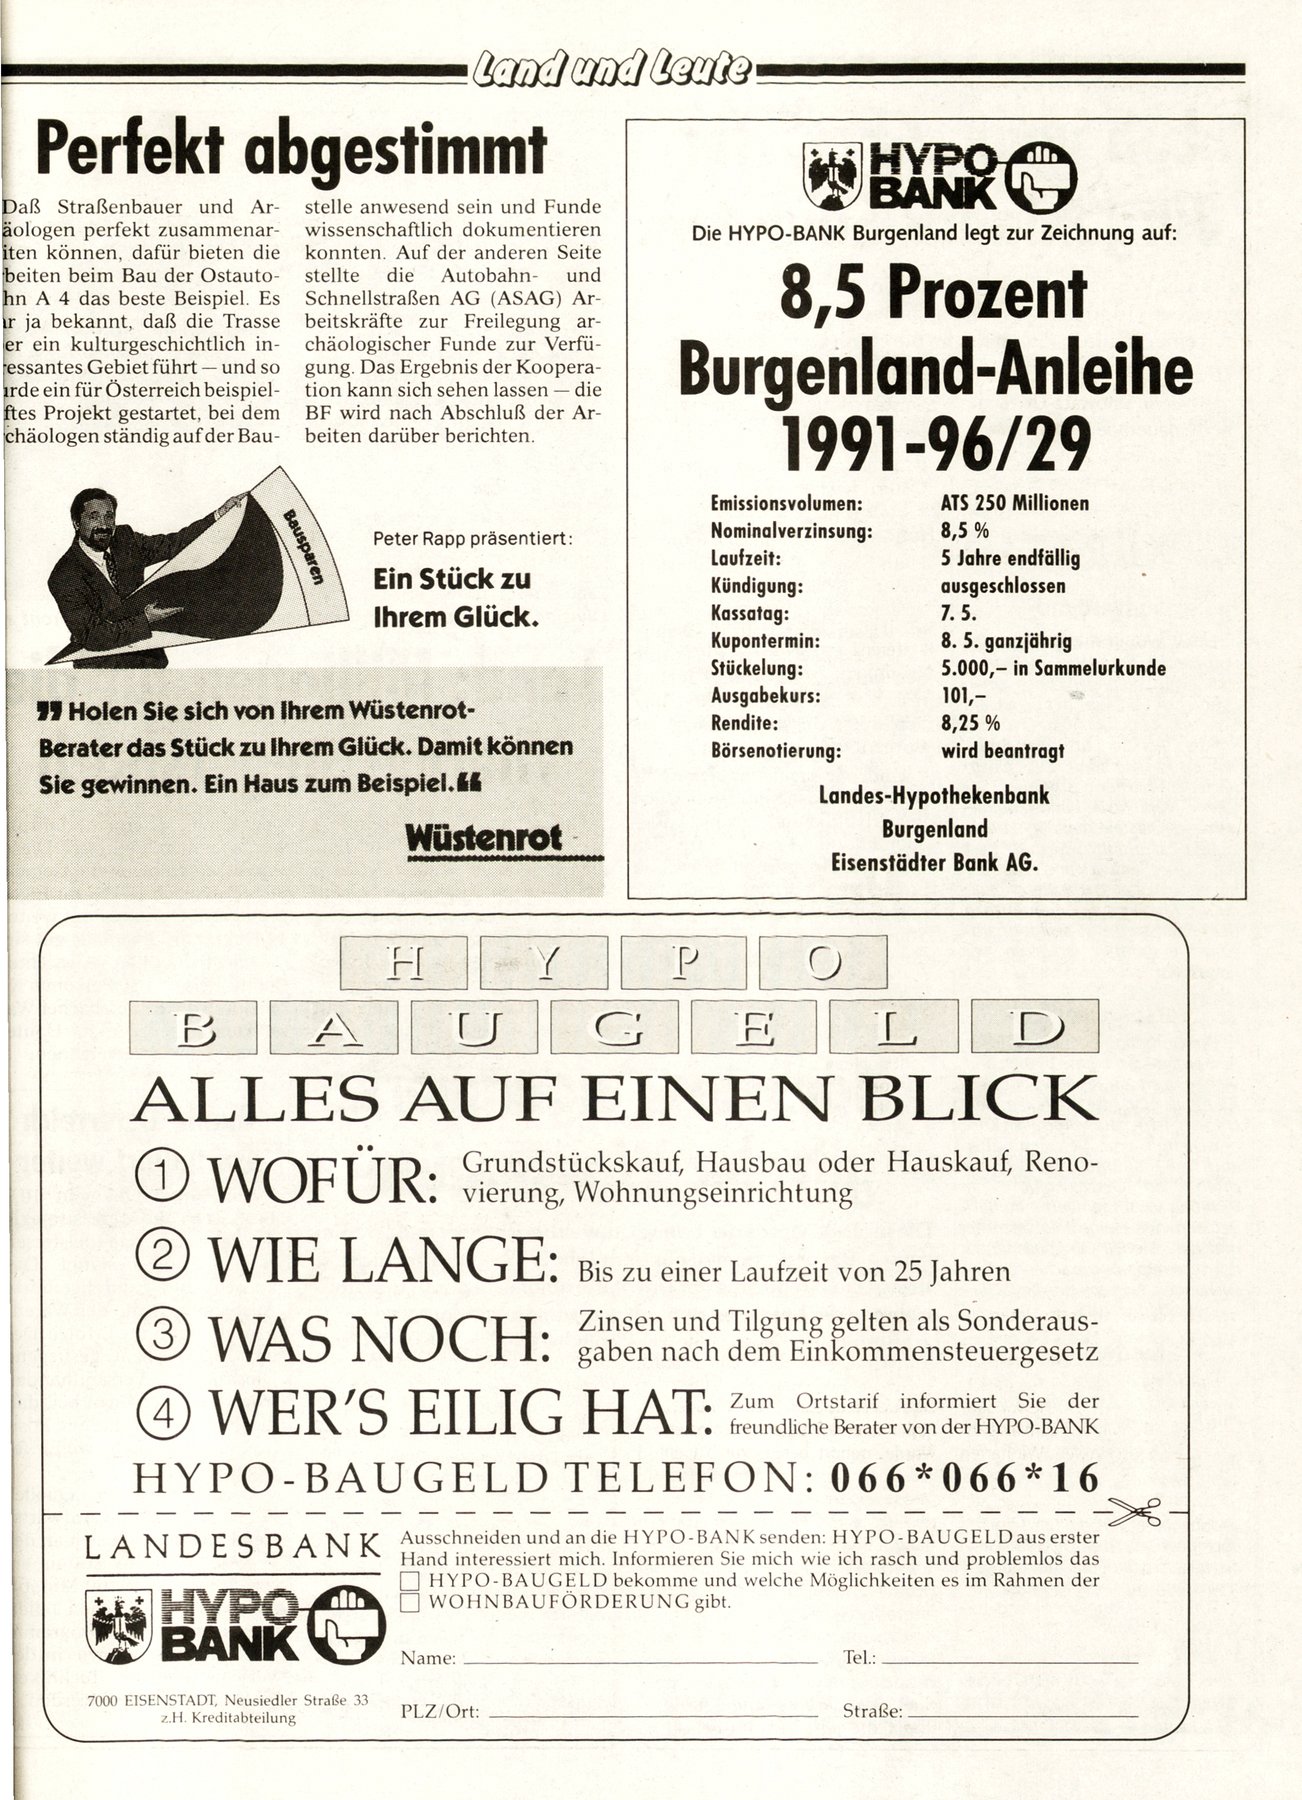 Land und Leute
Perfekt abgestimmt
Daß Straßenbauer und Ar-
äologen perfekt zusammenar-
iten können, dafür bieten die
beiten beim Bau der Ostauto-
hn A 4 das beste Beispiel. Es
r ja bekannt, daß die Trasse
er ein kulturgeschichtlich in-
ressantes Gebiet führt — und so
rde ein für Österreich beispiel-
ftes Projekt gestartet, bei dem
chäologen ständig auf der Bau-
stelle anwesend sein und Funde
wissenschaftlich dokumentieren
konnten. Auf der anderen Seite
stellte die Autobahn- und
Schnellstraßen AG (ASAG) Ar-
beitskräfte zur Freilegung ar-
chäologischer Funde zur Verfü-
gung. Das Ergebnis der Koopera-
tion kann sich sehen lassen — die
BF wird nach Abschluß der Ar-
beiten darüber berichten.
Bausparen
Peter Rapp präsentiert:
Ein Stück zu
Ihrem Glück.
„Holen Sie sich von Ihrem Wüstenrot-
Berater das Stück zu Ihrem Glück. Damit können
Sie gewinnen. Ein Haus zum Beispiel.“
Wüstenrot
HYPO
BANK
Die HYPO-BANK Burgenland legt zur Zeichnung auf:
8,5 Prozent
Burgenland-Anleihe
1991-96/29
Emissionsvolumen: ATS 250 Millionen
Nominalverzinsung: 8,5 %
Laufzeit: 5 Jahre endfällig
Kündigung: ausgeschlossen
Kassatag: 7. 5.
Kupontermin: 8. 5. ganzjährig
Stückelung: 5.000,– in Sammelurkunde
Ausgabekurs: 101,–
Rendite: 8,25 %
Börsenotierung: wird beantragt
Landes-Hypothekenbank
Burgenland
Eisenstädter Bank AG.
HYPO
BAUGELD
ALLES AUF EINEN BLICK
1 WOFÜR: Grundstückskauf, Hausbau oder Hauskauf, Reno-
vierung, Wohnungseinrichtung
2 WIE LANGE: Bis zu einer Laufzeit von 25 Jahren
3 WAS NOCH: Zinsen und Tilgung gelten als Sonderaus-
gaben nach dem Einkommensteuergesetz
4 WER'S EILIG HAT: Zum Ortstarif informiert Sie der
freundliche Berater von der HYPO-BANK
HYPO-BAUGELD TELEFON: 066*066*16
LANDESBANK
HYPO
BANK
7000 EISENSTADT, Neusiedler Straße 33
z.H. Kreditabteilung
Ausschneiden und an die HYPO-BANK senden: HYPO-BAUGELD aus erster
Hand interessiert mich. Informieren Sie mich wie ich rasch und problemlos das
HYPO-BAUGELD bekomme und welche Möglichkeiten es im Rahmen der
WOHNBAUFÖRDERUNG gibt.
Name: Tel.:
PLZ/Ort: Straße: